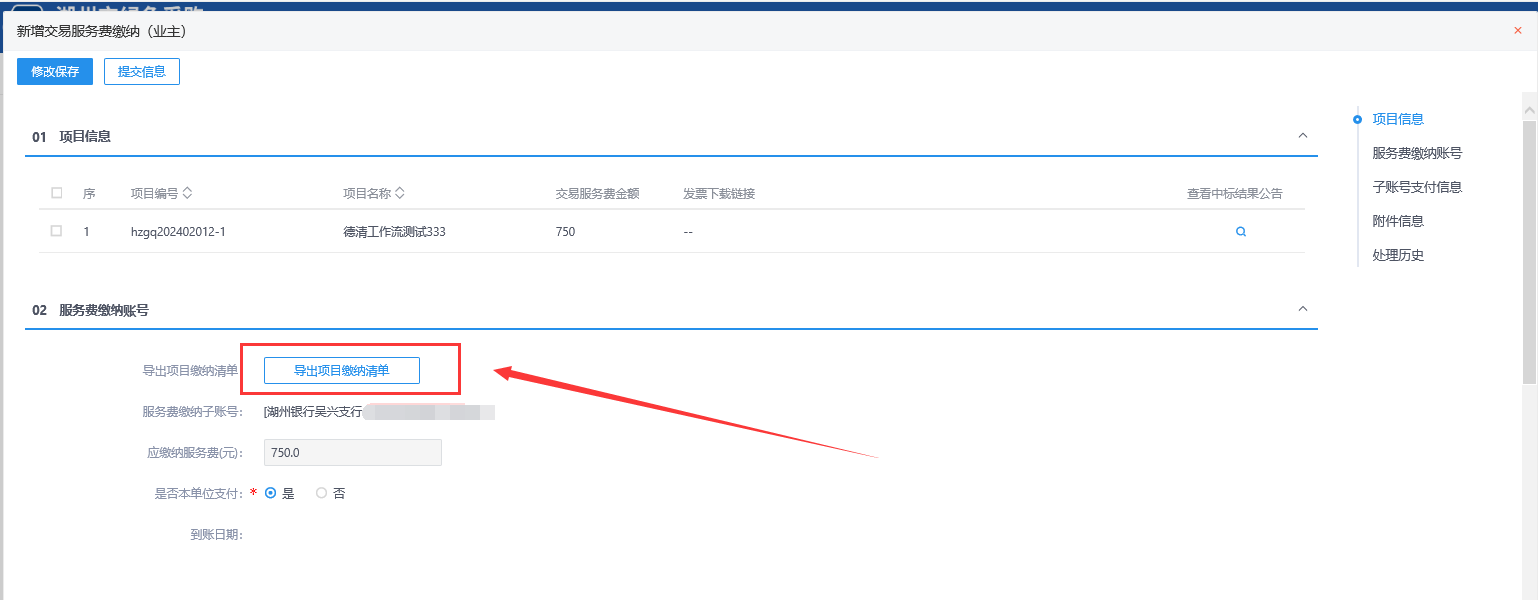 新增交易服务费缴纳（业主）
×
修改保存 提交信息
01 项目信息
序 项目编号 项目名称 交易服务费金额 发票下载链接 查看中标结果公告
1 hzgq202402012-1 德清工作流测试333 750 --
02 服务费缴纳账号
导出项目缴纳清单 导出项目缴纳清单
服务费缴纳子账号： [湖州银行吴兴支行
应缴纳服务费(元)： 750.0
是否本单位支付： * 是 否
到账日期：
项目信息
服务费缴纳账号
子账号支付信息
附件信息
处理历史